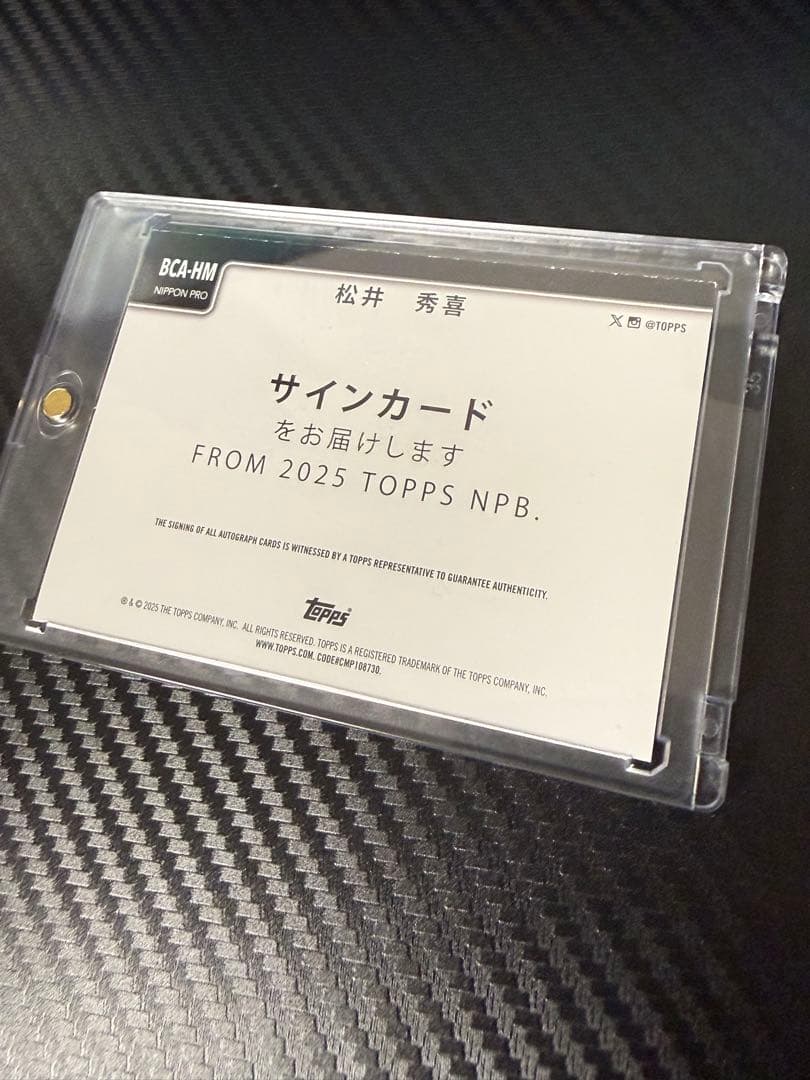 BCA-HM
NIPPON PRO
松井 秀喜
@TOPPS
サインカード
をお届けします
FROM 2025 TOPPS NPB.
THE SIGNING OF ALL AUTOGRAPH CARDS IS WITNESSED BY A TOPPS REPRESENTATIVE TO GUARANTEE AUTHENTICITY.
Topps®
® & © 2025 THE TOPPS COMPANY, INC. ALL RIGHTS RESERVED. TOPPS IS A REGISTERED TRADEMARK OF THE TOPPS COMPANY, INC.
WWW.TOPPS.COM. CODE#CMP108730.